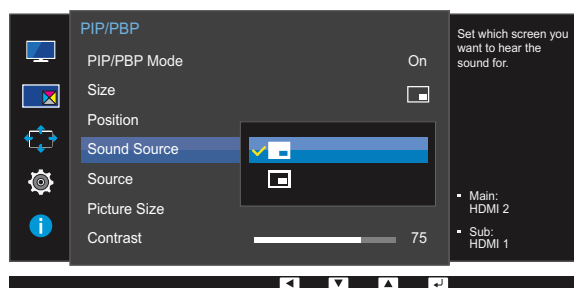 PIP/PBP
PIP/PBP Mode On
Size
Position
Sound Source
Source
Picture Size
Contrast 75
Set which screen you
want to hear the
sound for.
Main:
HDMI 2
Sub:
HDMI 1